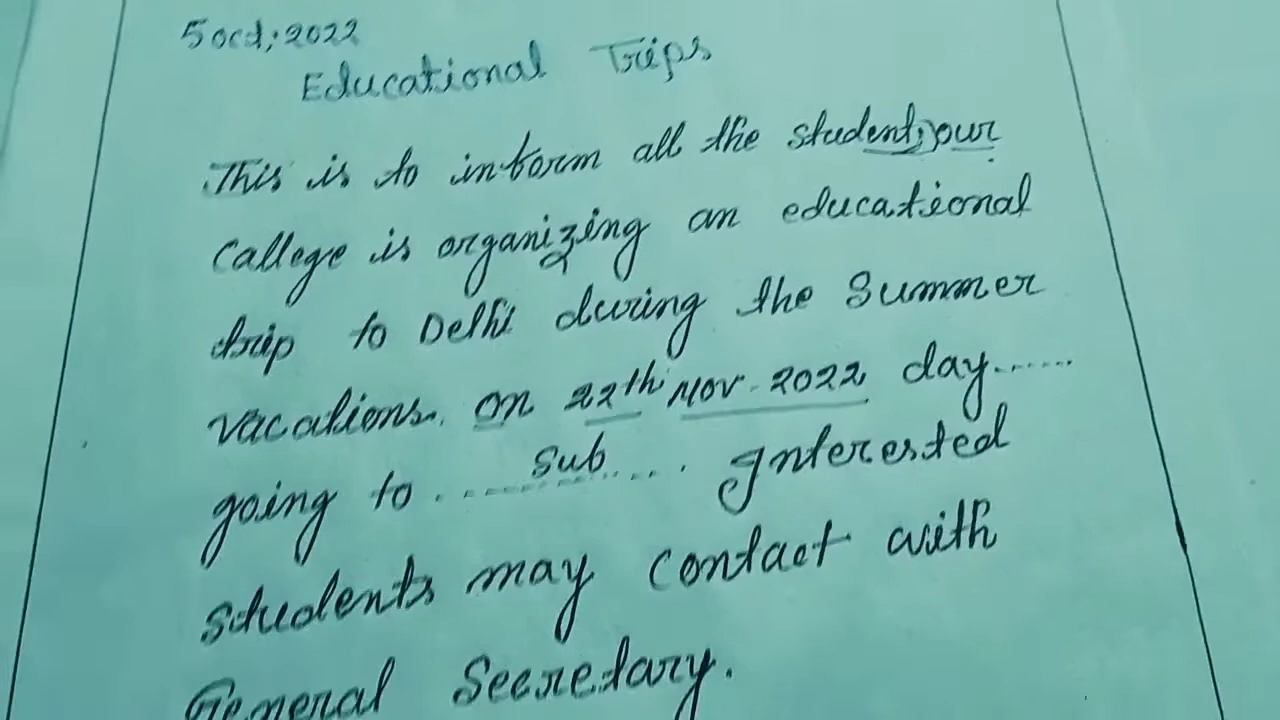 5 oct; 2022
Educational Trips
This is to inform all the student, our
Callege is organizing an educational
trip to Delhi during the Summer
vacations. On 22th Nov. 2022 day......
going to ....Sub.... Interested
students may contact with
General Secretary.